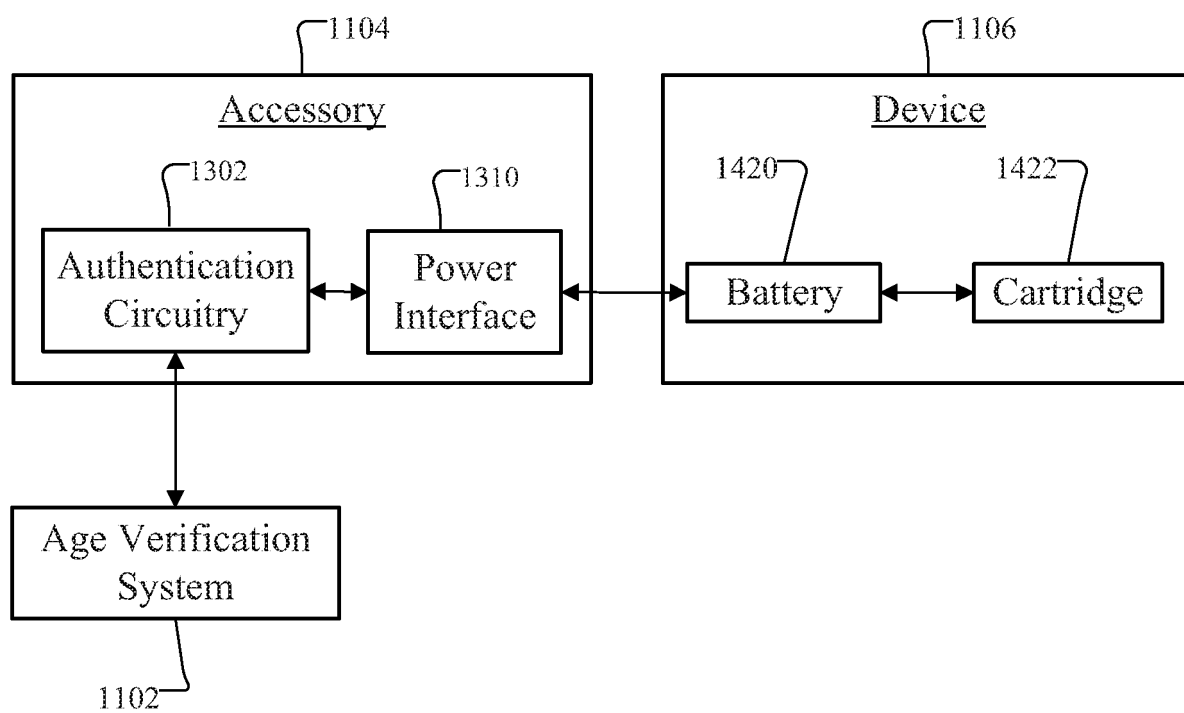 1104
1106
Accessory
Device
1302
1310
1420
1422
Authentication
Circuitry
Power
Interface
Battery
Cartridge
Age Verification
System
1102